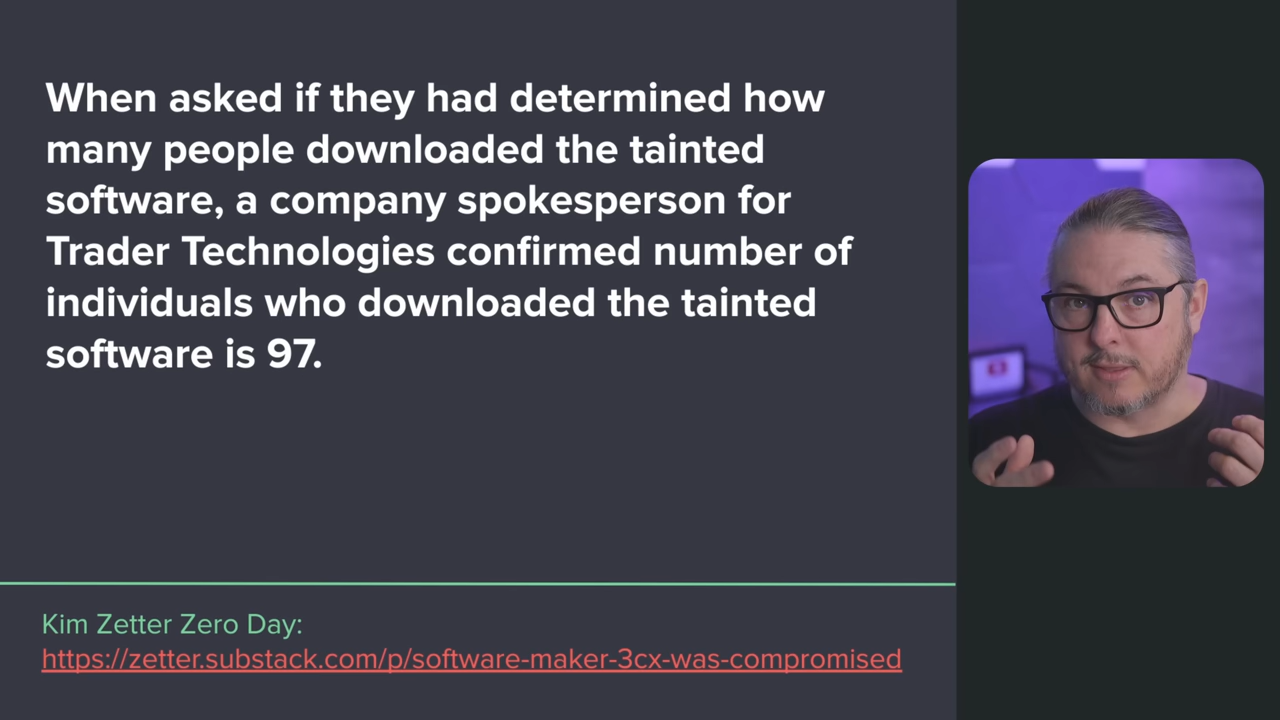 When asked if they had determined how
many people downloaded the tainted
software, a company spokesperson for
Trader Technologies confirmed number of
individuals who downloaded the tainted
software is 97.
Kim Zetter Zero Day:
https://zetter.substack.com/p/software-maker-3cx-was-compromised